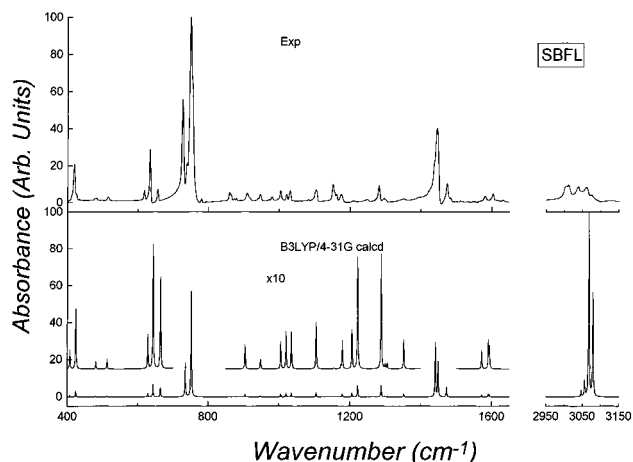 100
80
60
40
20
0
Exp
SBFL
Absorbance (Arb. Units)
100
80
60
40
20
0
B3LYP/4-31G calcd
x10
400 800 1200 1600 2950 3050 3150
Wavenumber (cm-1)